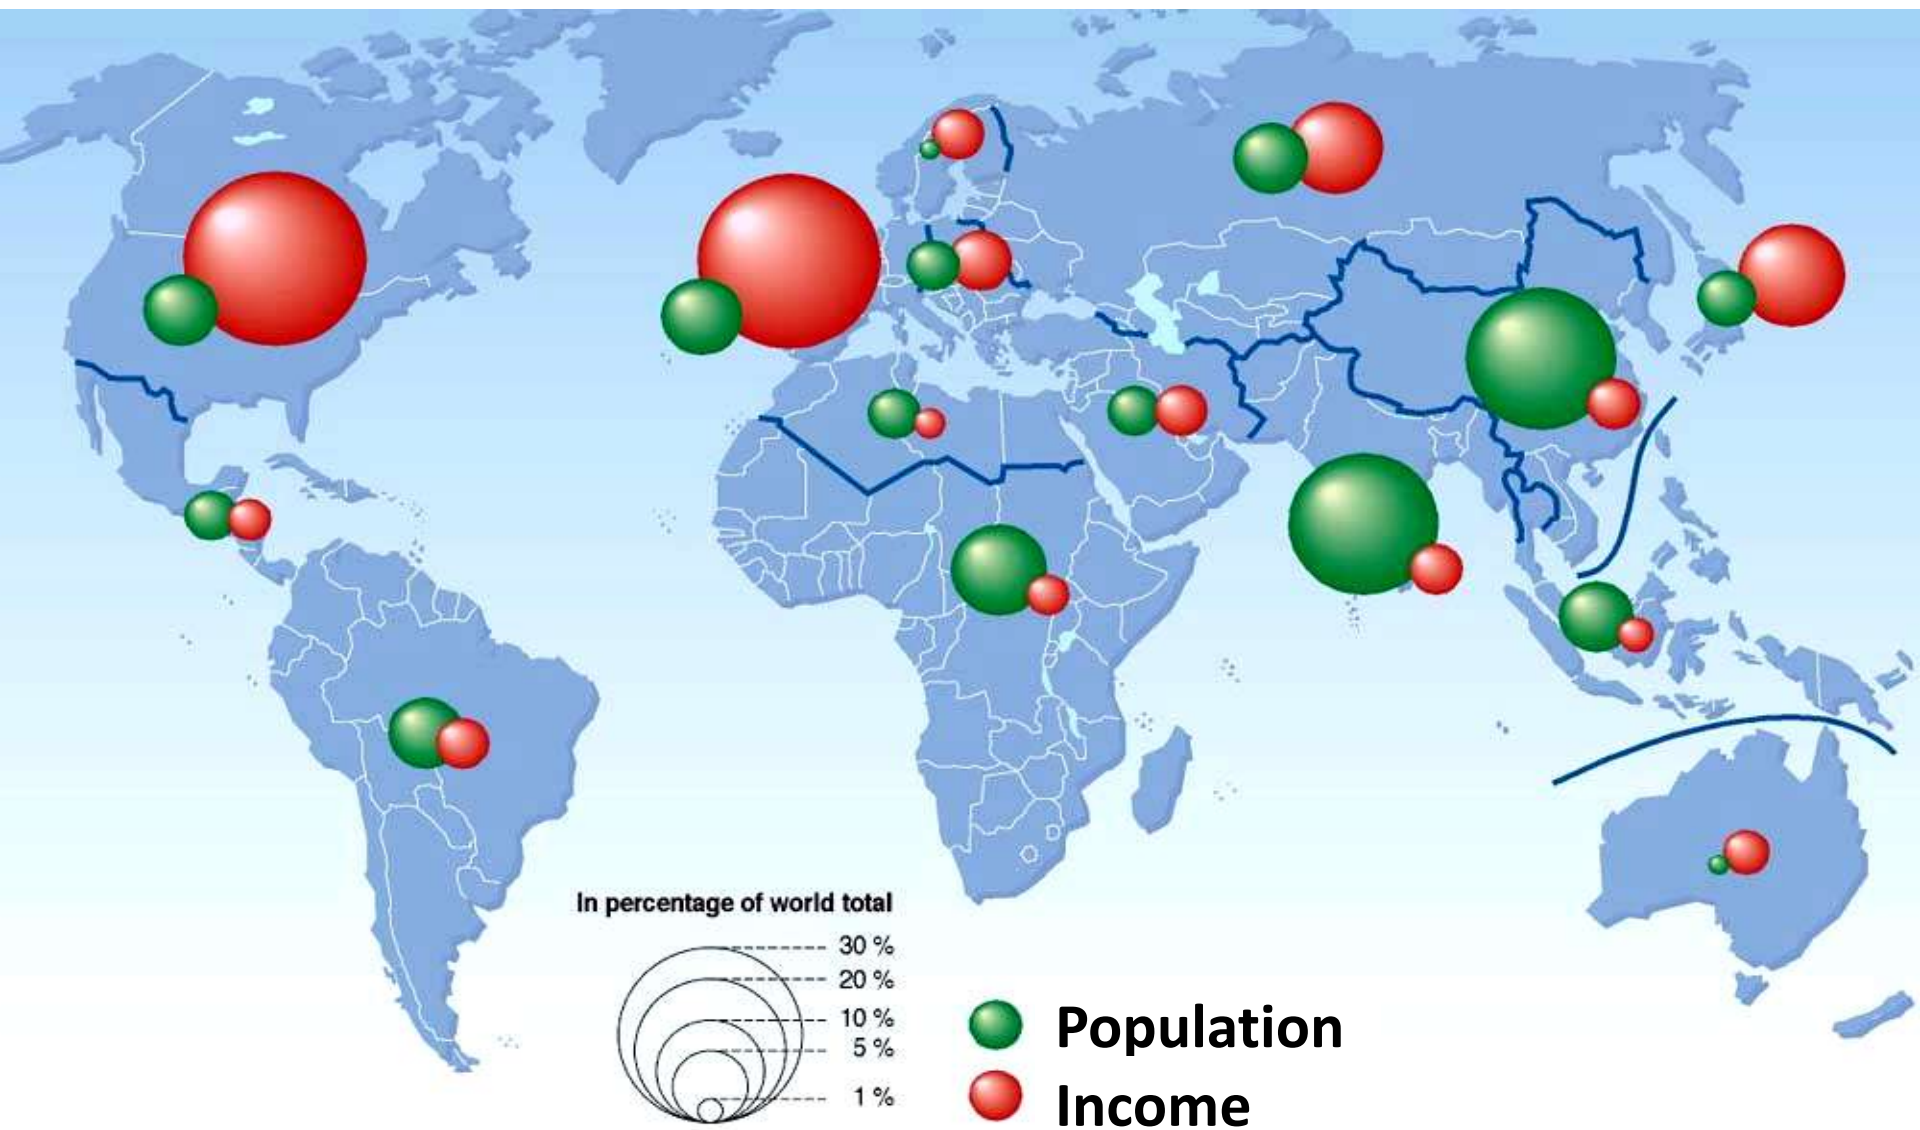 In percentage of world total
30 %
20 %
10 %
5 %
1 %
Population
Income